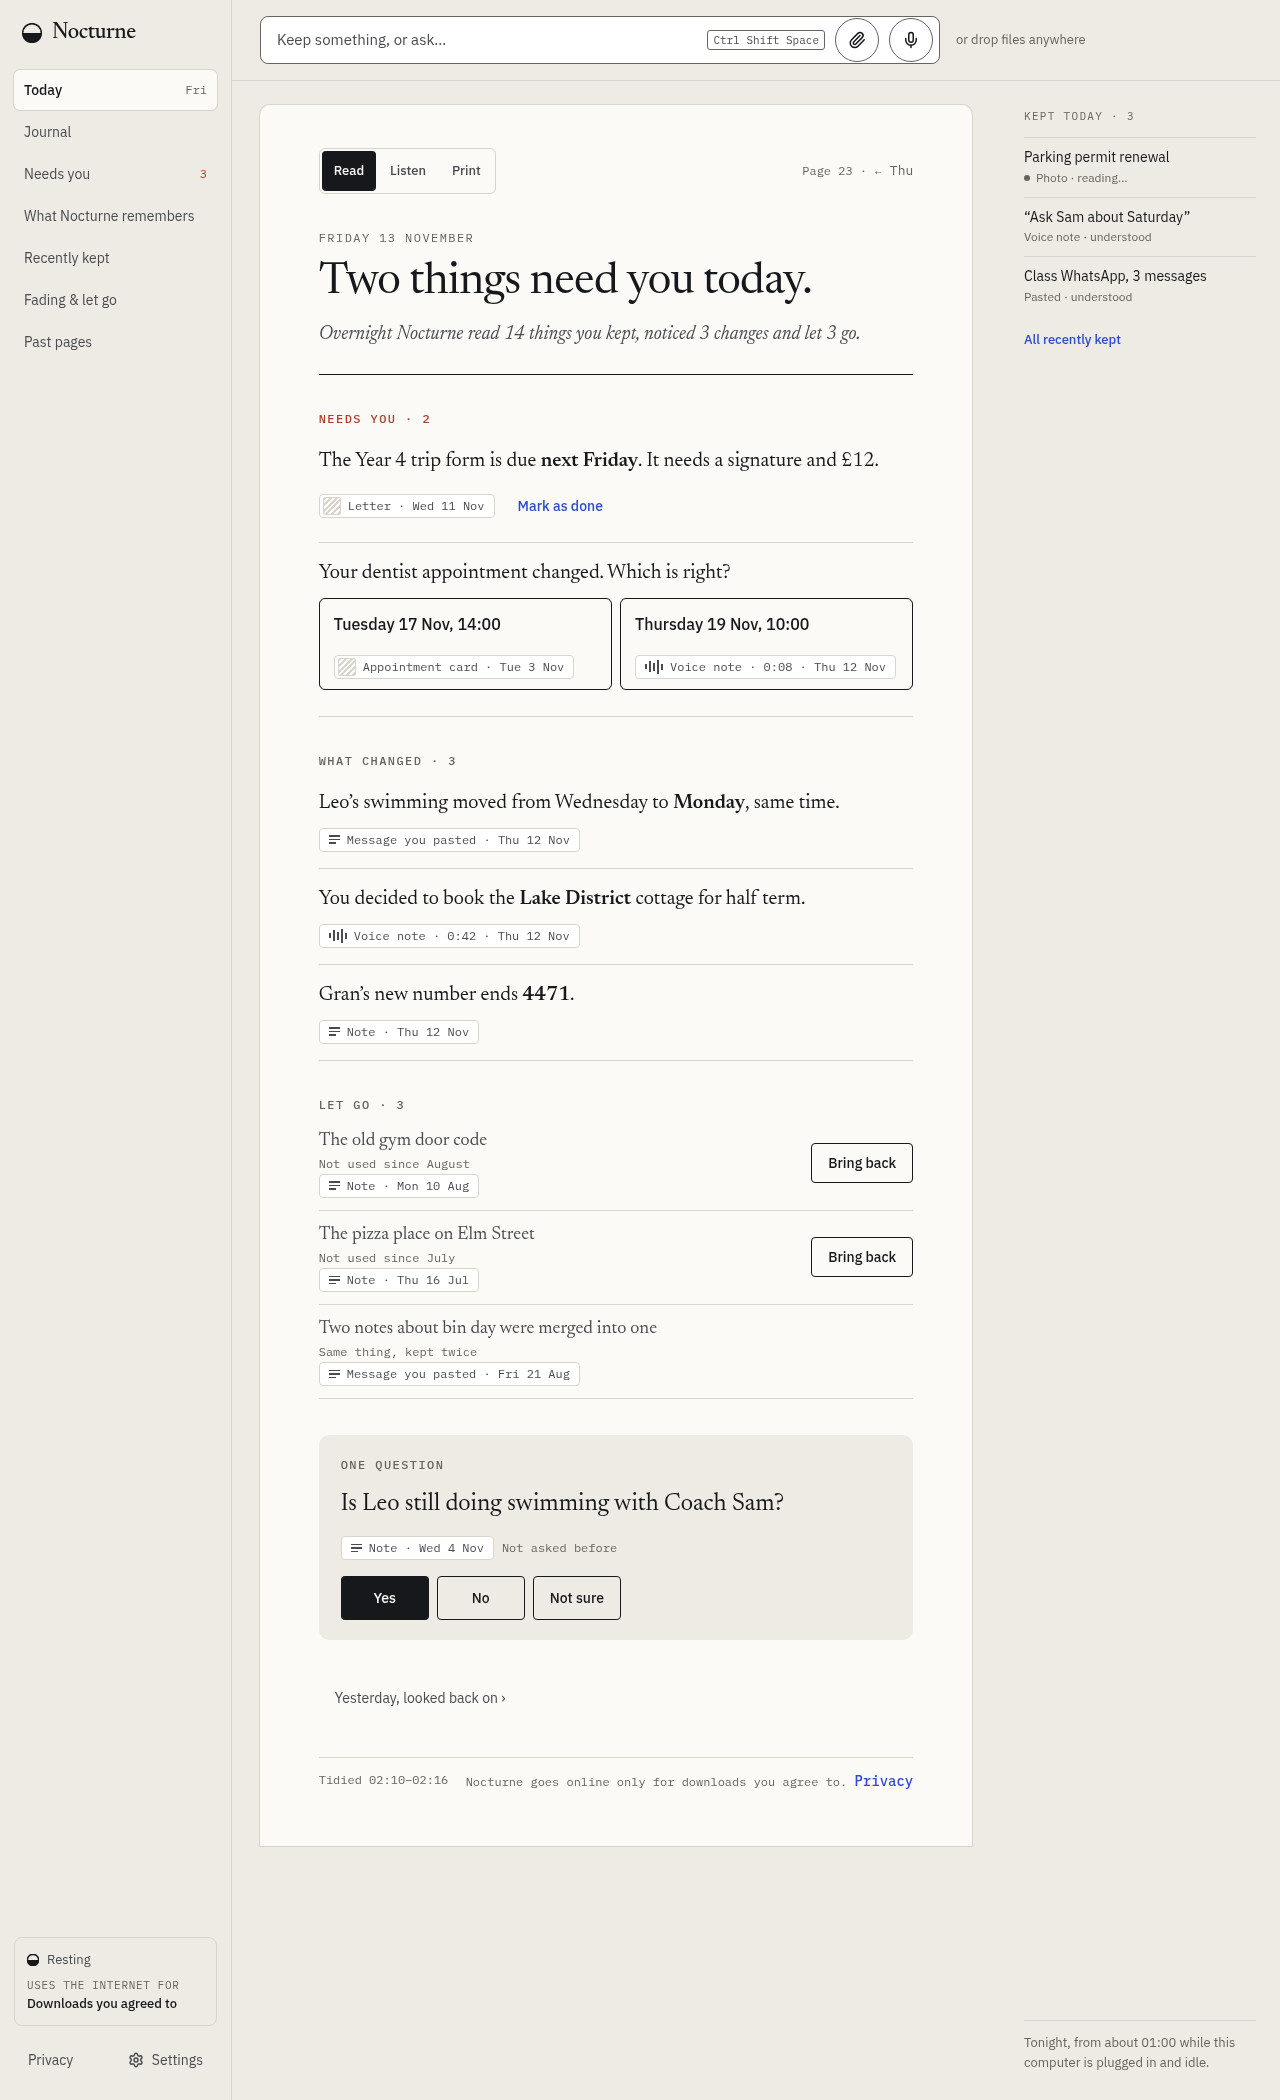 Nocturne
Today Fri
Journal
Needs you 3
What Nocturne remembers
Recently kept
Fading & let go
Past pages
Resting
USES THE INTERNET FOR
Downloads you agreed to
Privacy Settings
Keep something, or ask… Ctrl Shift Space
or drop files anywhere
Read Listen Print
Page 23 · ← Thu
FRIDAY 13 NOVEMBER
Two things need you today.
Overnight Nocturne read 14 things you kept, noticed 3 changes and let 3 go.
NEEDS YOU · 2
The Year 4 trip form is due next Friday. It needs a signature and £12.
Letter · Wed 11 Nov Mark as done
Your dentist appointment changed. Which is right?
Tuesday 17 Nov, 14:00
Appointment card · Tue 3 Nov
Thursday 19 Nov, 10:00
Voice note · 0:08 · Thu 12 Nov
WHAT CHANGED · 3
Leo’s swimming moved from Wednesday to Monday, same time.
Message you pasted · Thu 12 Nov
You decided to book the Lake District cottage for half term.
Voice note · 0:42 · Thu 12 Nov
Gran’s new number ends 4471.
Note · Thu 12 Nov
LET GO · 3
The old gym door code
Not used since August
Note · Mon 10 Aug
Bring back
The pizza place on Elm Street
Not used since July
Note · Thu 16 Jul
Bring back
Two notes about bin day were merged into one
Same thing, kept twice
Message you pasted · Fri 21 Aug
ONE QUESTION
Is Leo still doing swimming with Coach Sam?
Note · Wed 4 Nov Not asked before
Yes No Not sure
Yesterday, looked back on ›
Tidied 02:10–02:16 Nocturne goes online only for downloads you agree to. Privacy
KEPT TODAY · 3
Parking permit renewal
Photo · reading…
“Ask Sam about Saturday”
Voice note · understood
Class WhatsApp, 3 messages
Pasted · understood
All recently kept
Tonight, from about 01:00 while this
computer is plugged in and idle.